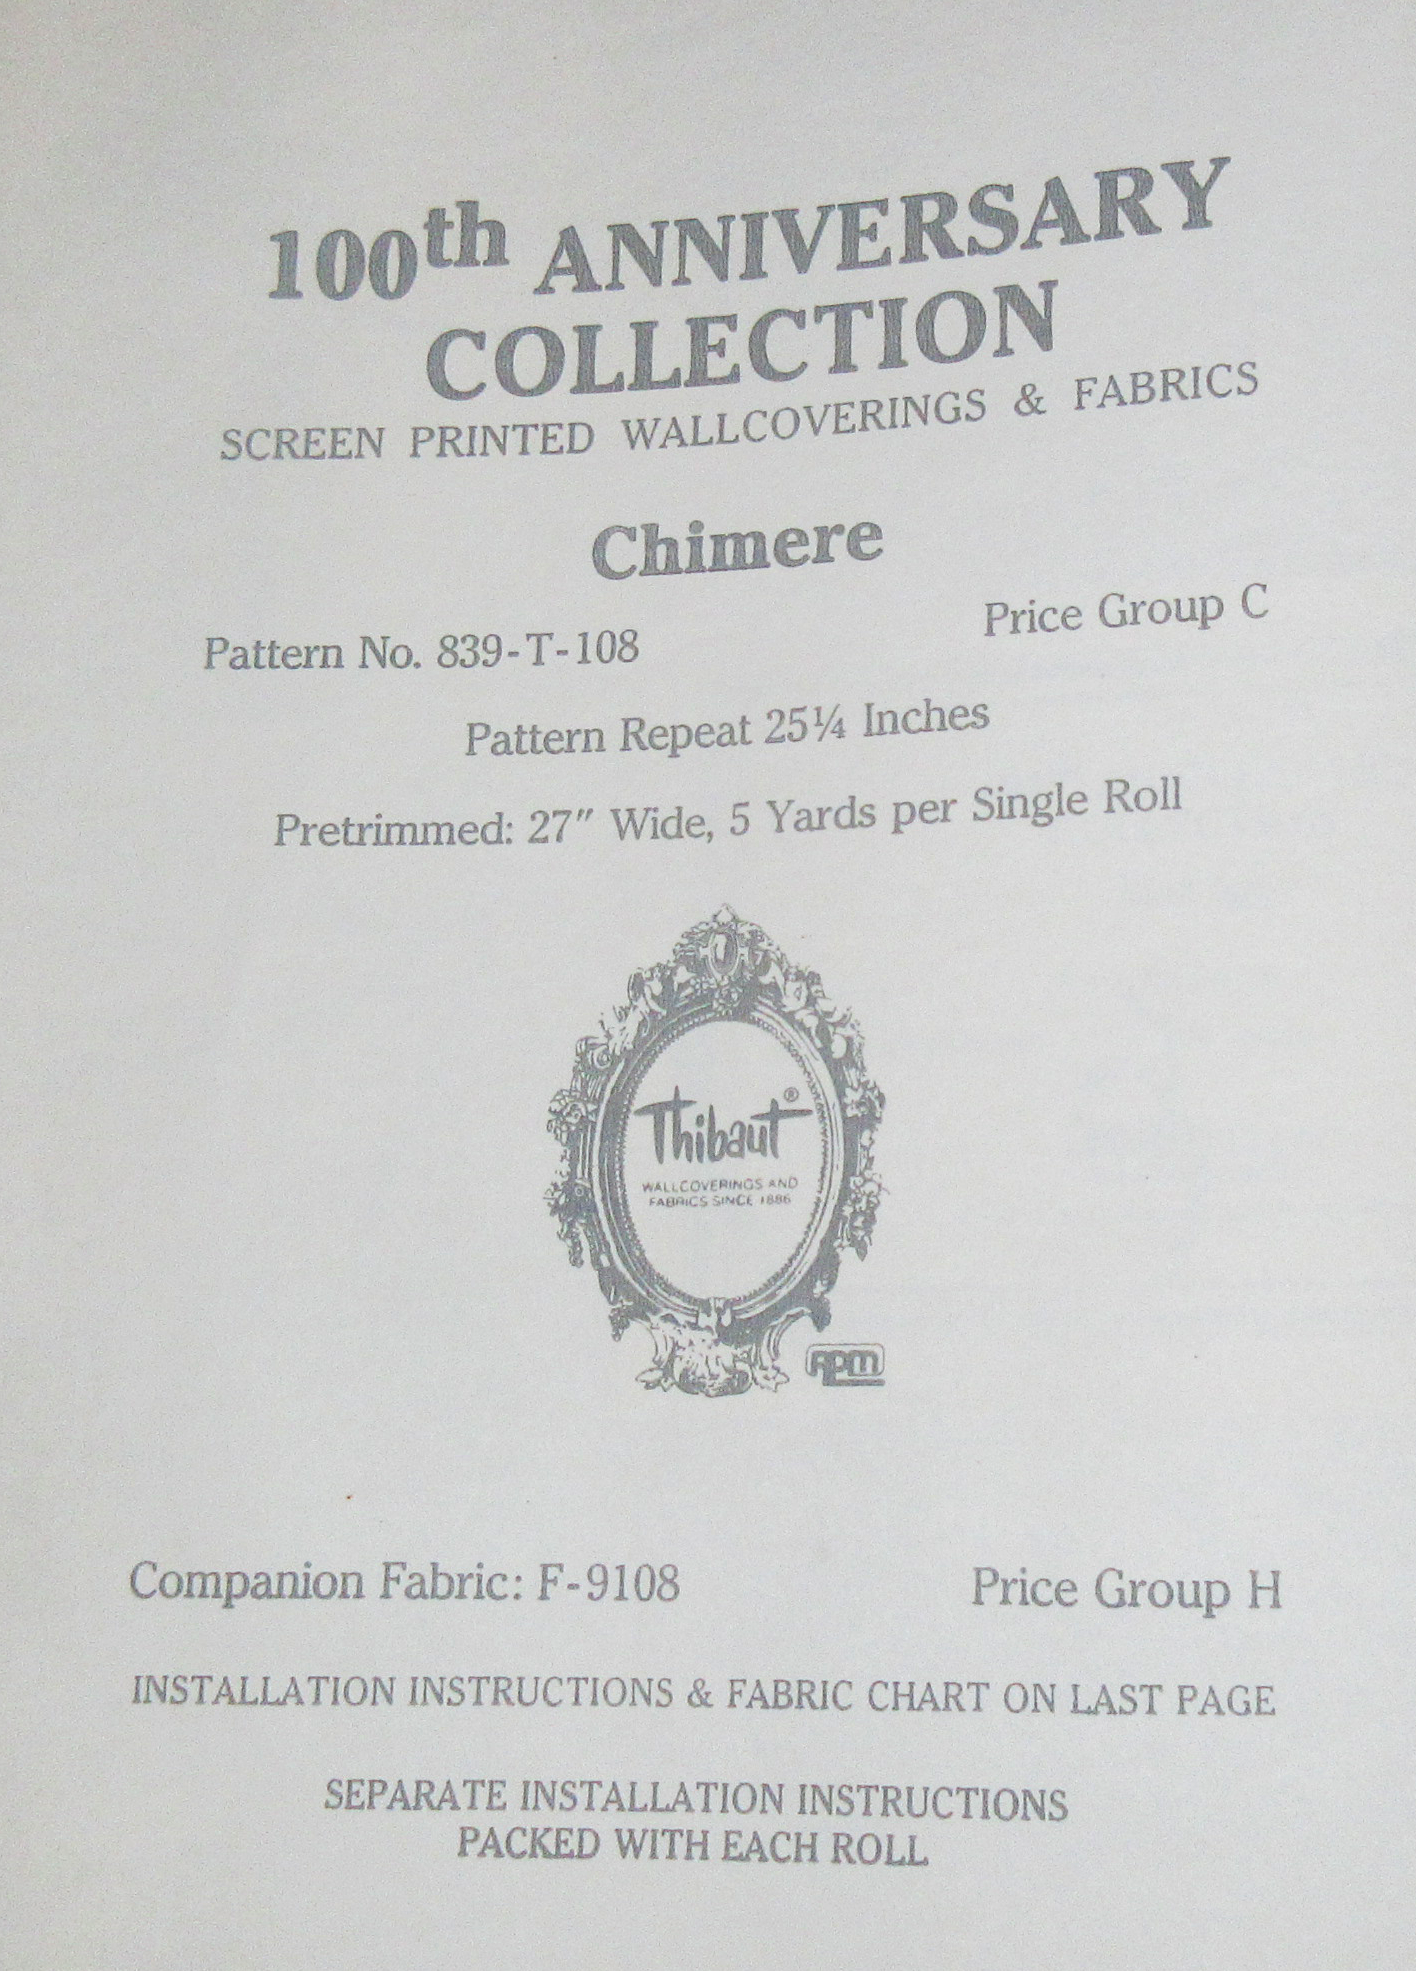 100th ANNIVERSARY
COLLECTION
SCREEN PRINTED WALLCOVERINGS & FABRICS
Chimere
Pattern No. 839-T-108 Price Group C
Pattern Repeat 25¼ Inches
Pretrimmed: 27" Wide, 5 Yards per Single Roll
Thibaut®
WALLCOVERINGS AND
FABRICS SINCE 1886
RPM
Companion Fabric: F-9108 Price Group H
INSTALLATION INSTRUCTIONS & FABRIC CHART ON LAST PAGE
SEPARATE INSTALLATION INSTRUCTIONS
PACKED WITH EACH ROLL